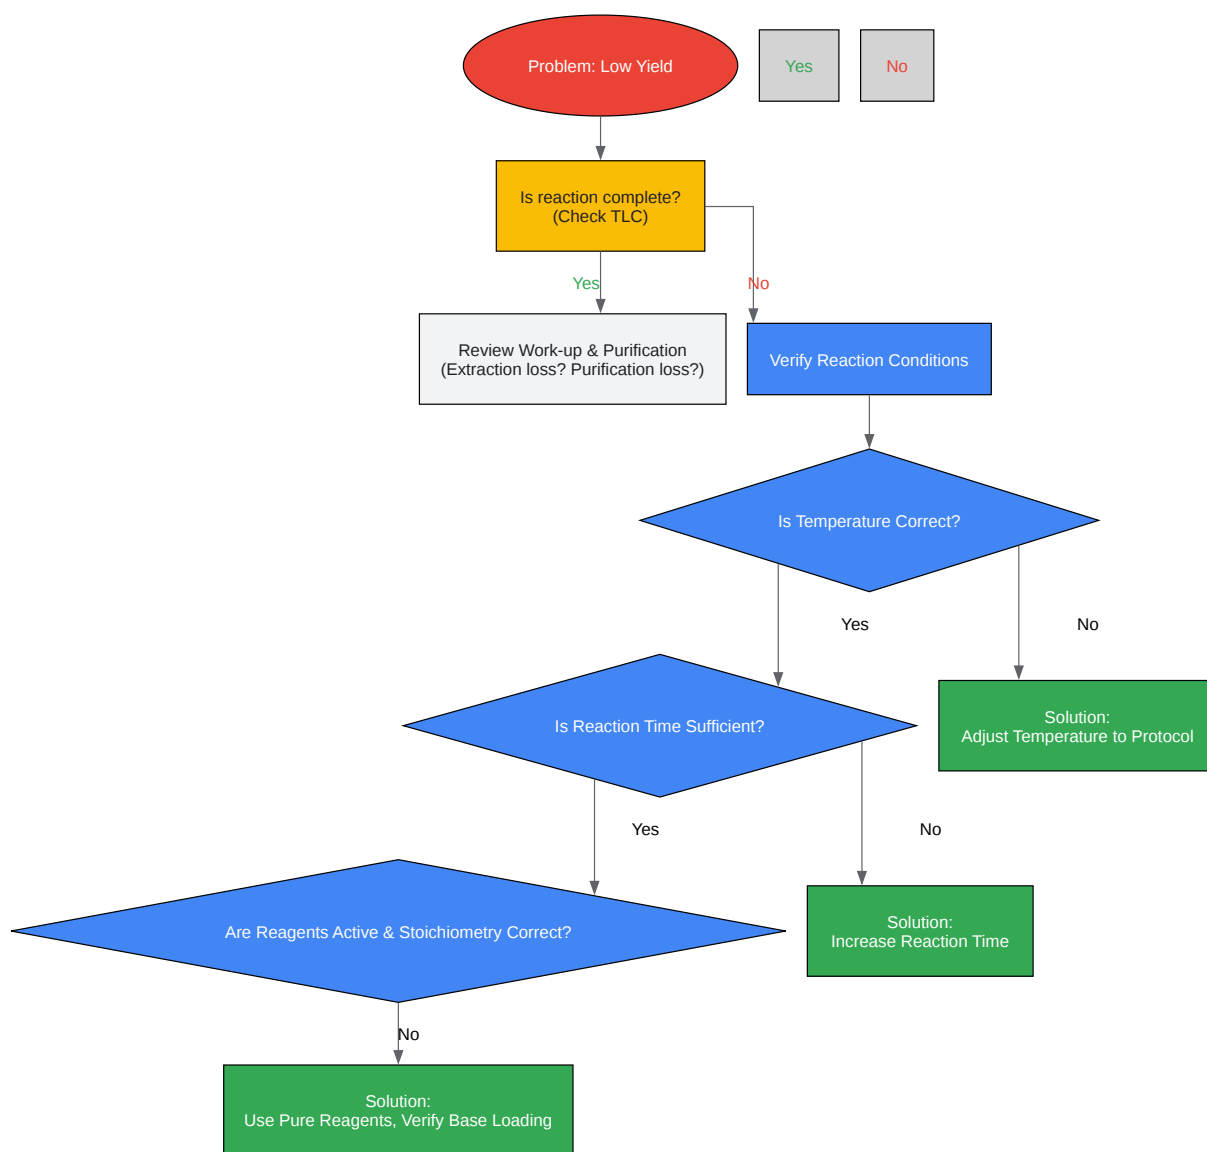 Problem: Low Yield
Yes
No
Is reaction complete?
(Check TLC)
Yes
No
Review Work-up & Purification
(Extraction loss? Purification loss?)
Verify Reaction Conditions
Is Temperature Correct?
Yes
No
Is Reaction Time Sufficient?
Solution:
Adjust Temperature to Protocol
Yes
No
Are Reagents Active & Stoichiometry Correct?
Solution:
Increase Reaction Time
No
Solution:
Use Pure Reagents, Verify Base Loading